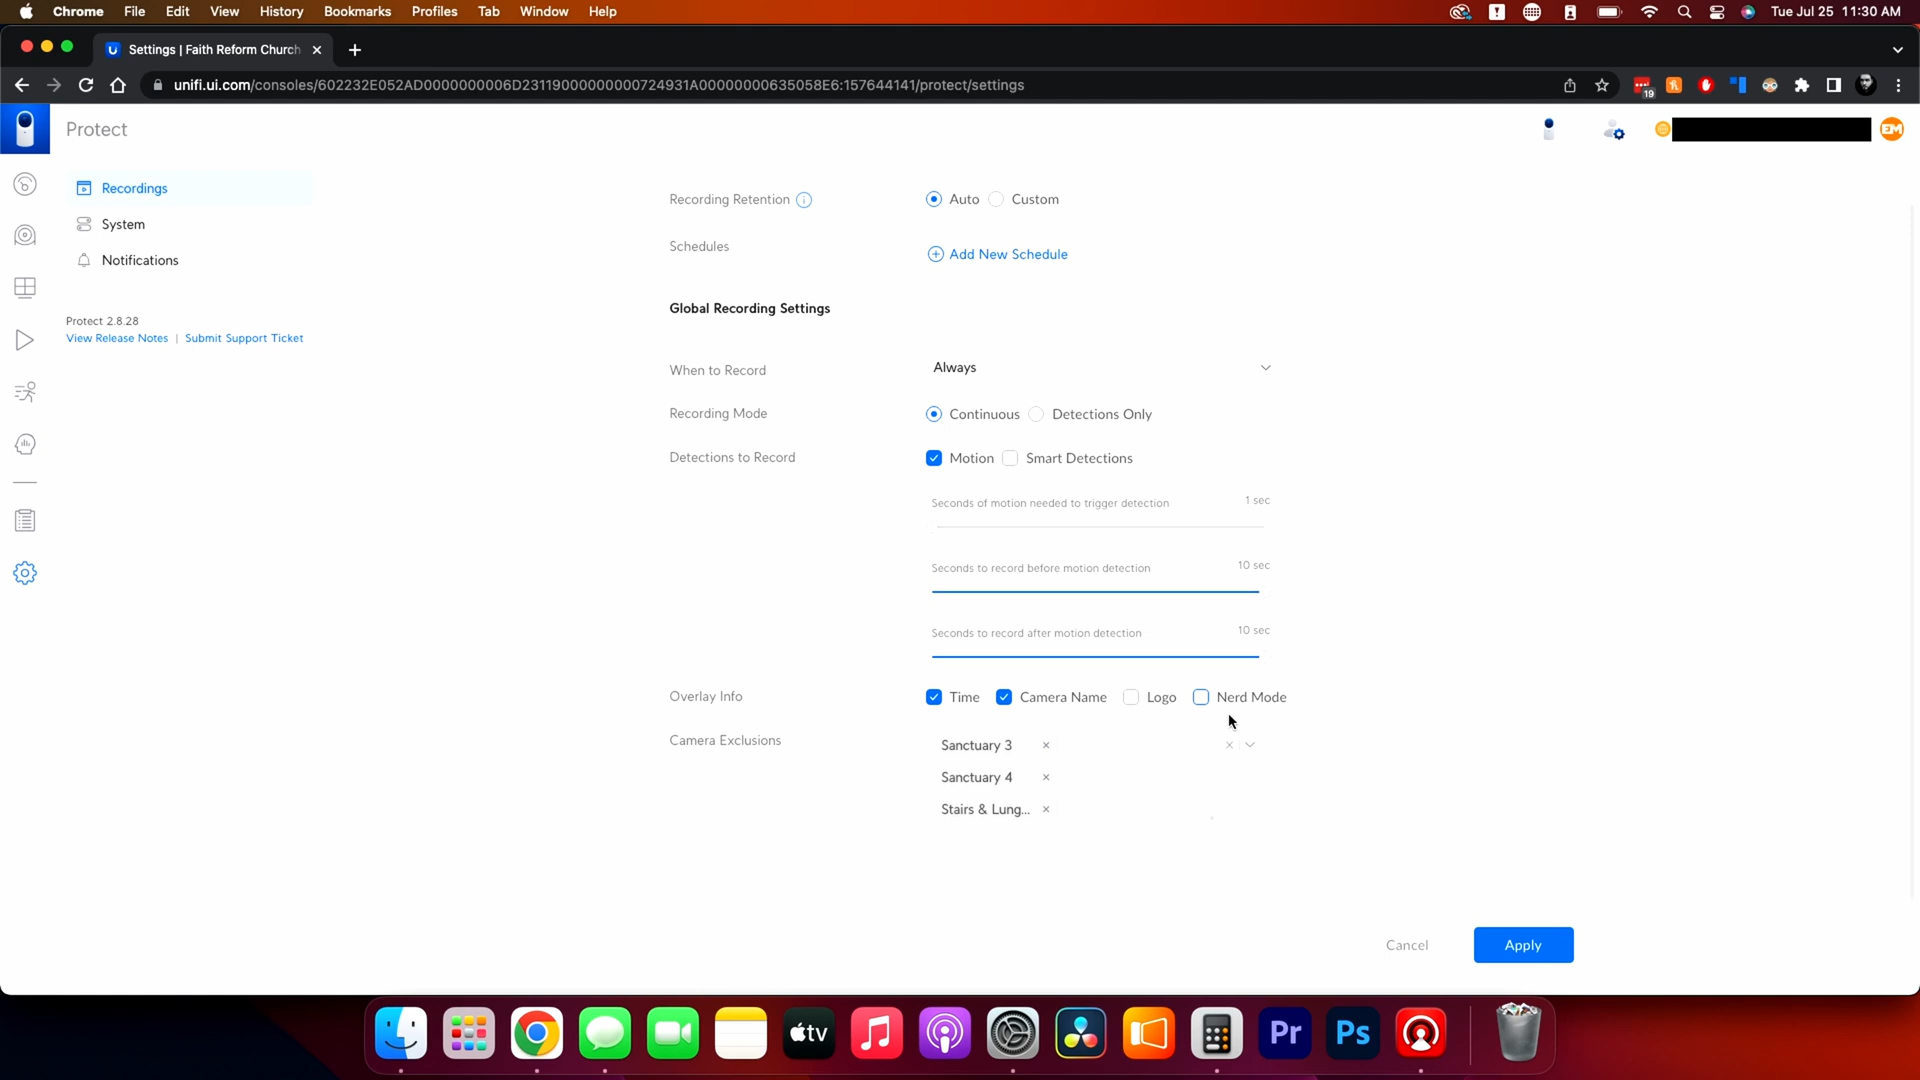 Chrome File Edit View History Bookmarks Profiles Tab Window Help Tue Jul 25 11:30 AM
Settings | Faith Reform Church
unifi.ui.com/consoles/602232E052AD0000000006D23119000000000724931A00000000635058E6:157644141/protect/settings
19
Protect
EM
Recordings
System
Notifications
Protect 2.8.28
View Release Notes | Submit Support Ticket
Recording Retention Auto Custom
Schedules Add New Schedule
Global Recording Settings
When to Record Always
Recording Mode Continuous Detections Only
Detections to Record Motion Smart Detections
Seconds of motion needed to trigger detection 1 sec
Seconds to record before motion detection 10 sec
Seconds to record after motion detection 10 sec
Overlay Info Time Camera Name Logo Nerd Mode
Camera Exclusions Sanctuary 3
Sanctuary 4
Stairs & Lung...
Cancel Apply
tv Pr Ps